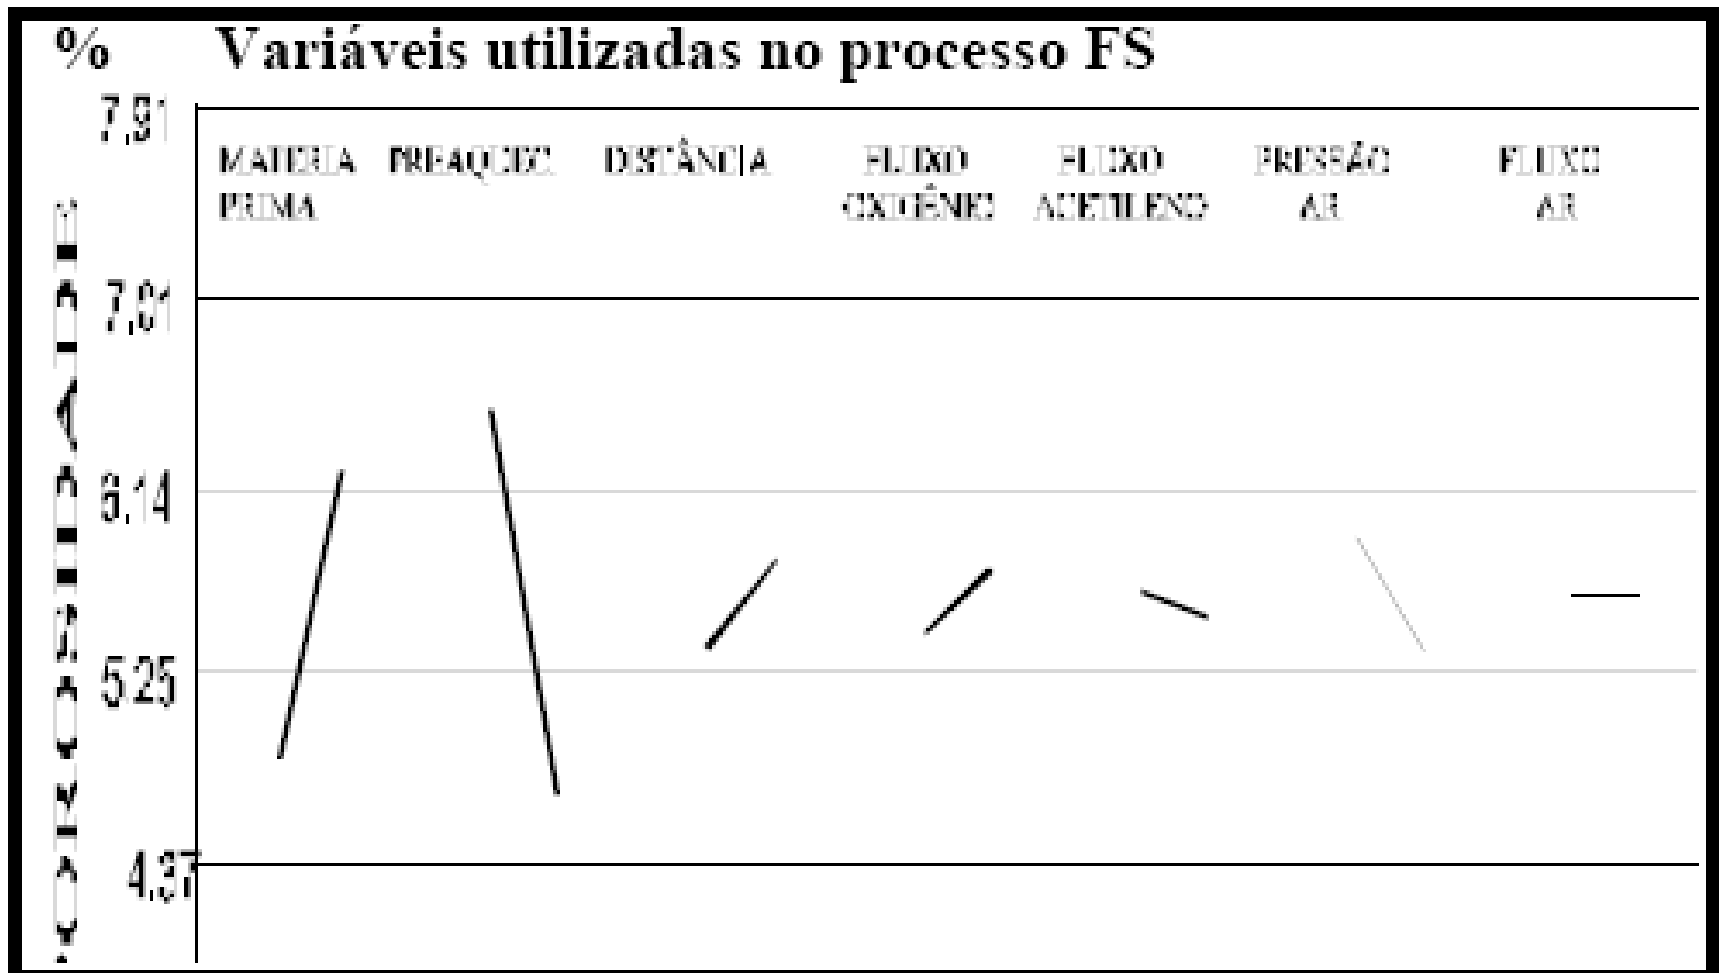 % Variáveis utilizadas no processo FS
7,91
MATERIA PREAQUEC. DISTÂNCIA FLUXO FLUXO PRESSÃO FLUXO
PRIMA OXIGÊNIO ACETILENO AR AR
7,01
6,14
5,25
4,37